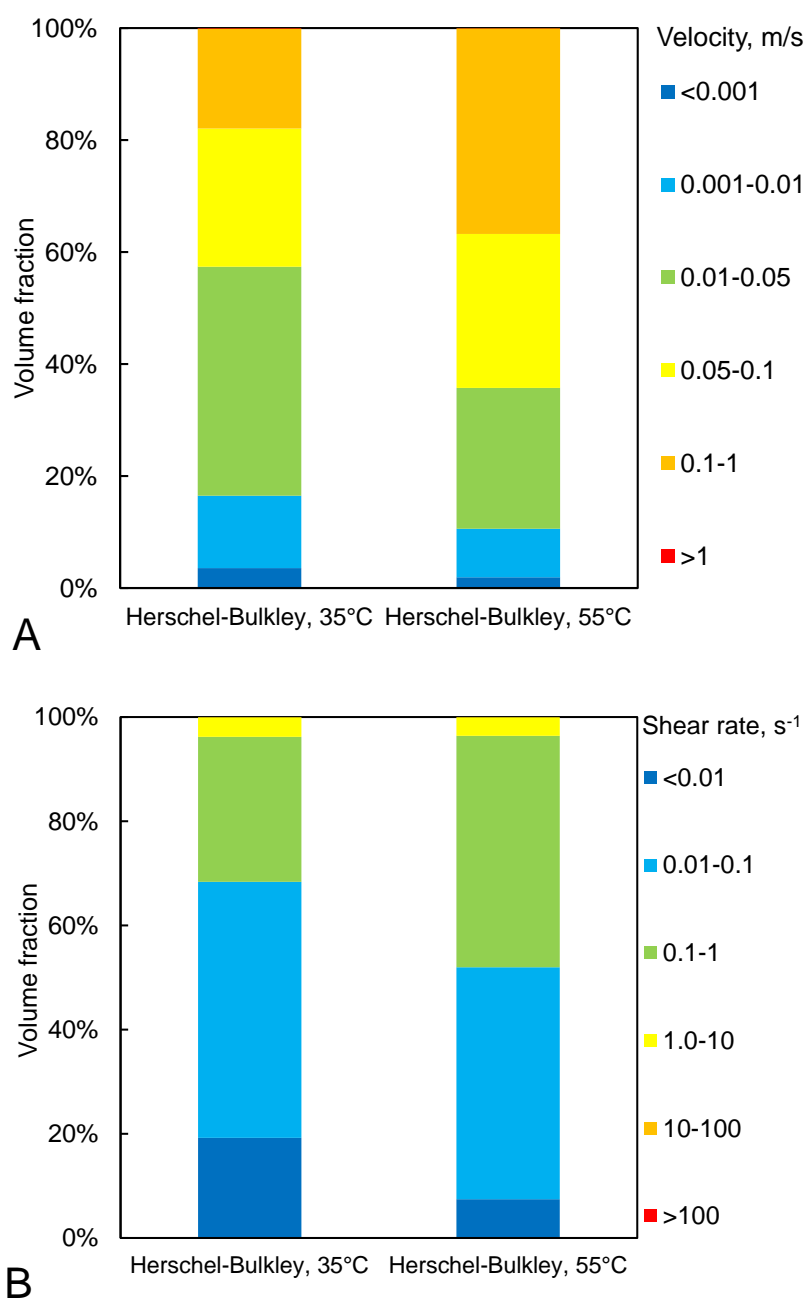 100%
80%
60%
40%
20%
0%
Volume fraction
Herschel-Bulkley, 35°C
Herschel-Bulkley, 55°C
Velocity, m/s
<0.001
0.001-0.01
0.01-0.05
0.05-0.1
0.1-1
>1
A
100%
80%
60%
40%
20%
0%
Volume fraction
Herschel-Bulkley, 35°C
Herschel-Bulkley, 55°C
Shear rate, s⁻¹
<0.01
0.01-0.1
0.1-1
1.0-10
10-100
>100
B